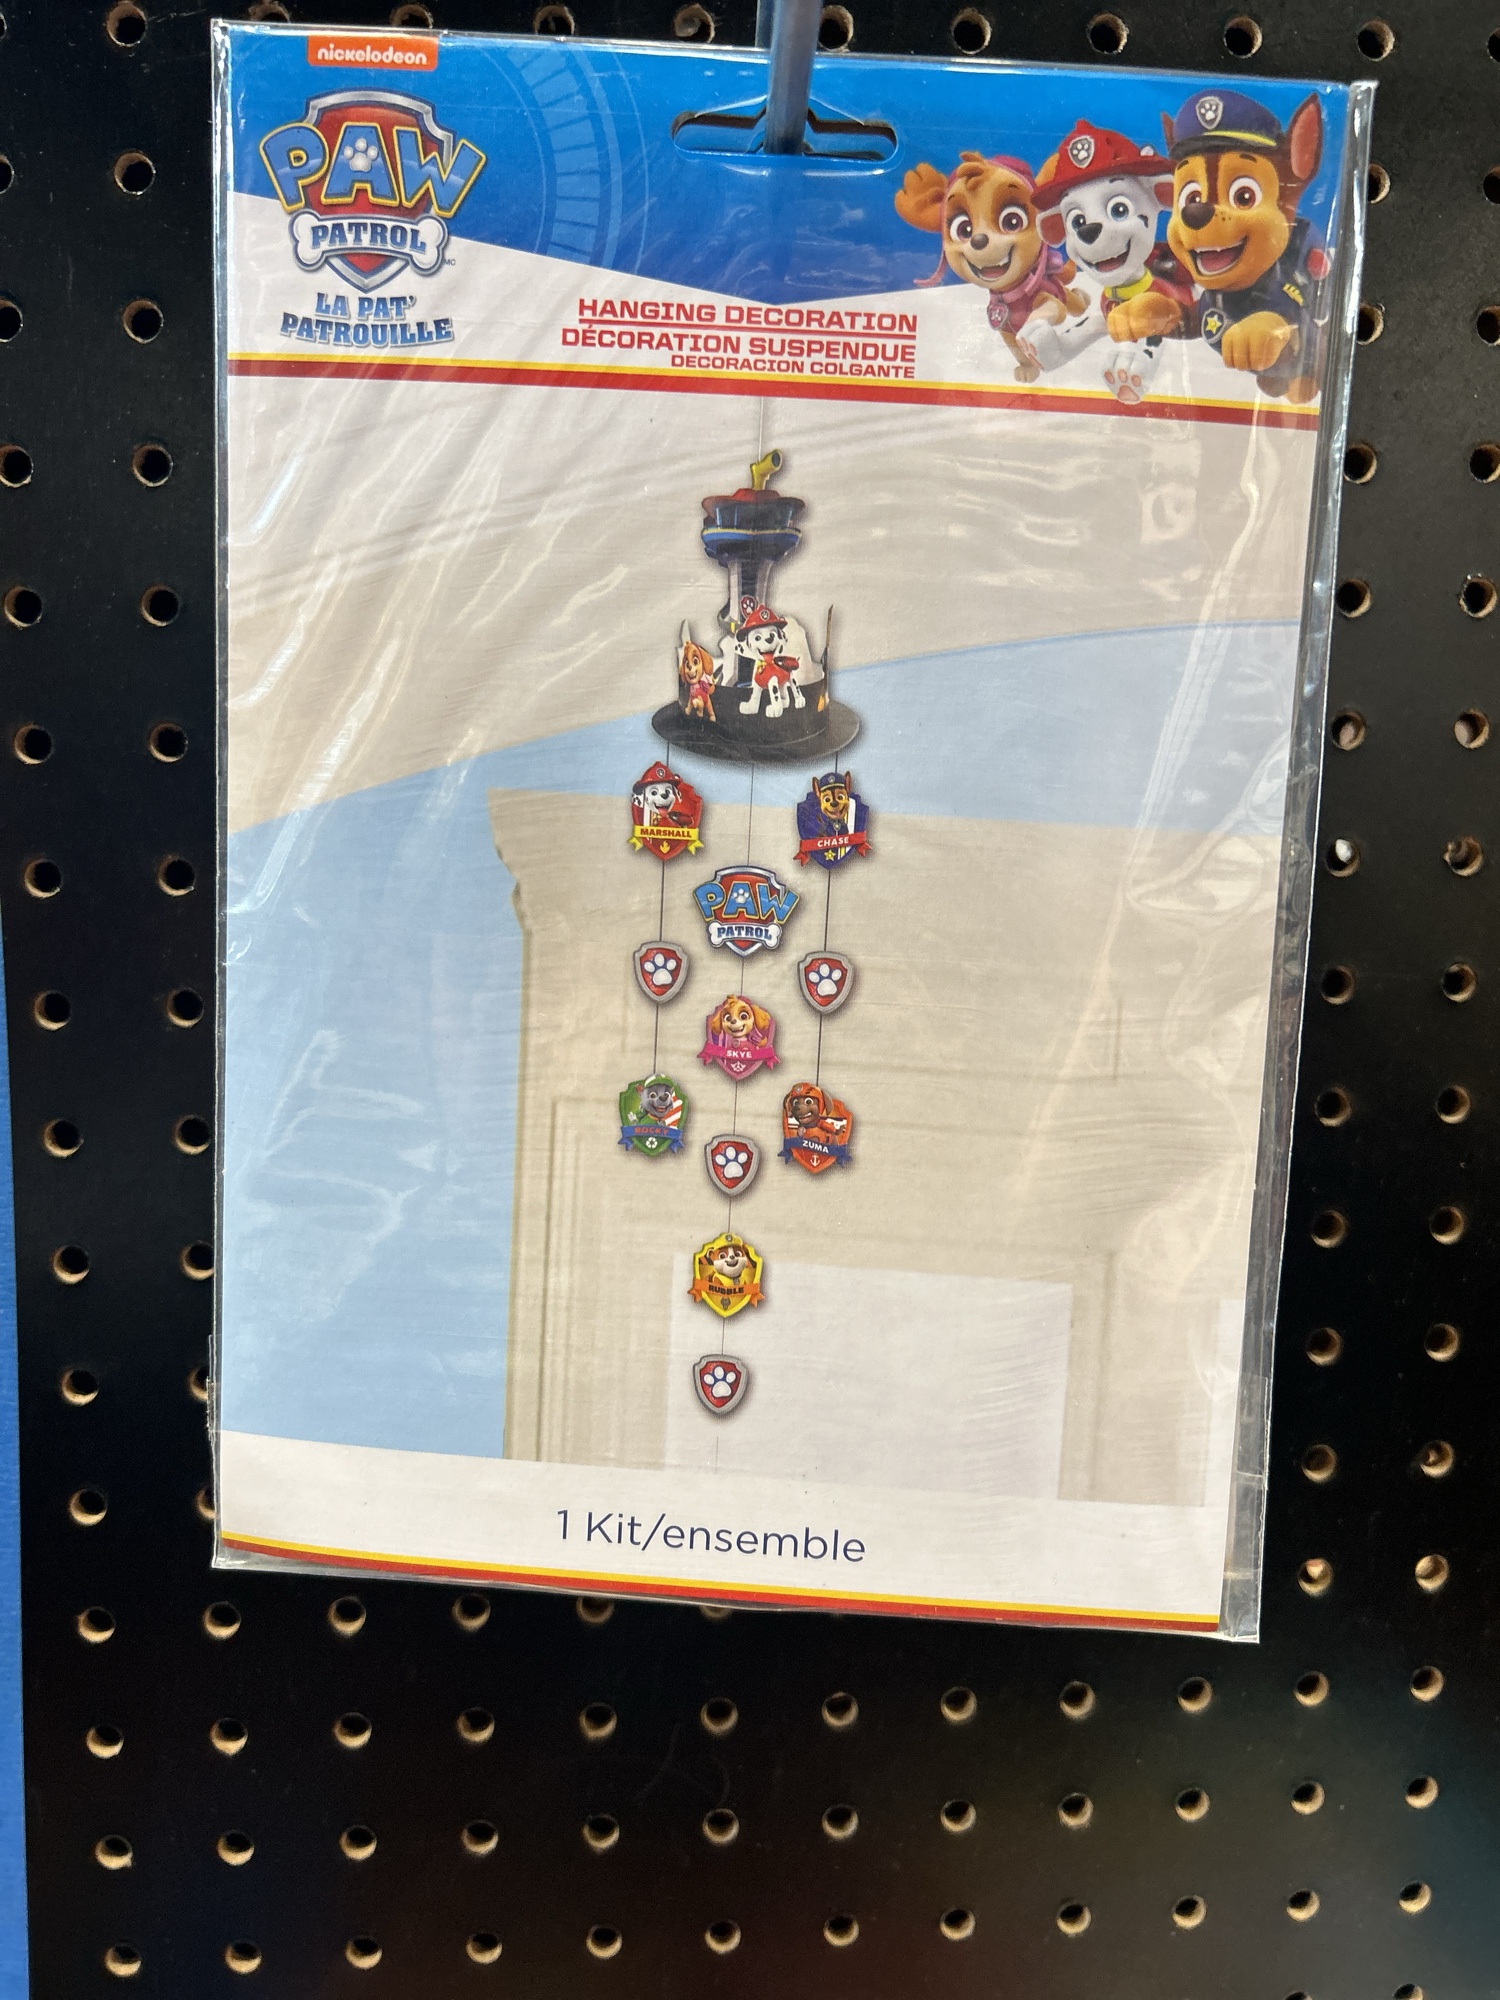 nickelodeon
PAW
PATROL
MC
LA PAT'
PATROUILLE
HANGING DECORATION
DÉCORATION SUSPENDUE
DECORACION COLGANTE
MARSHALL
CHASE
PAW
PATROL
SKYE
ROCKY
ZUMA
RUBBLE
1 Kit/ensemble